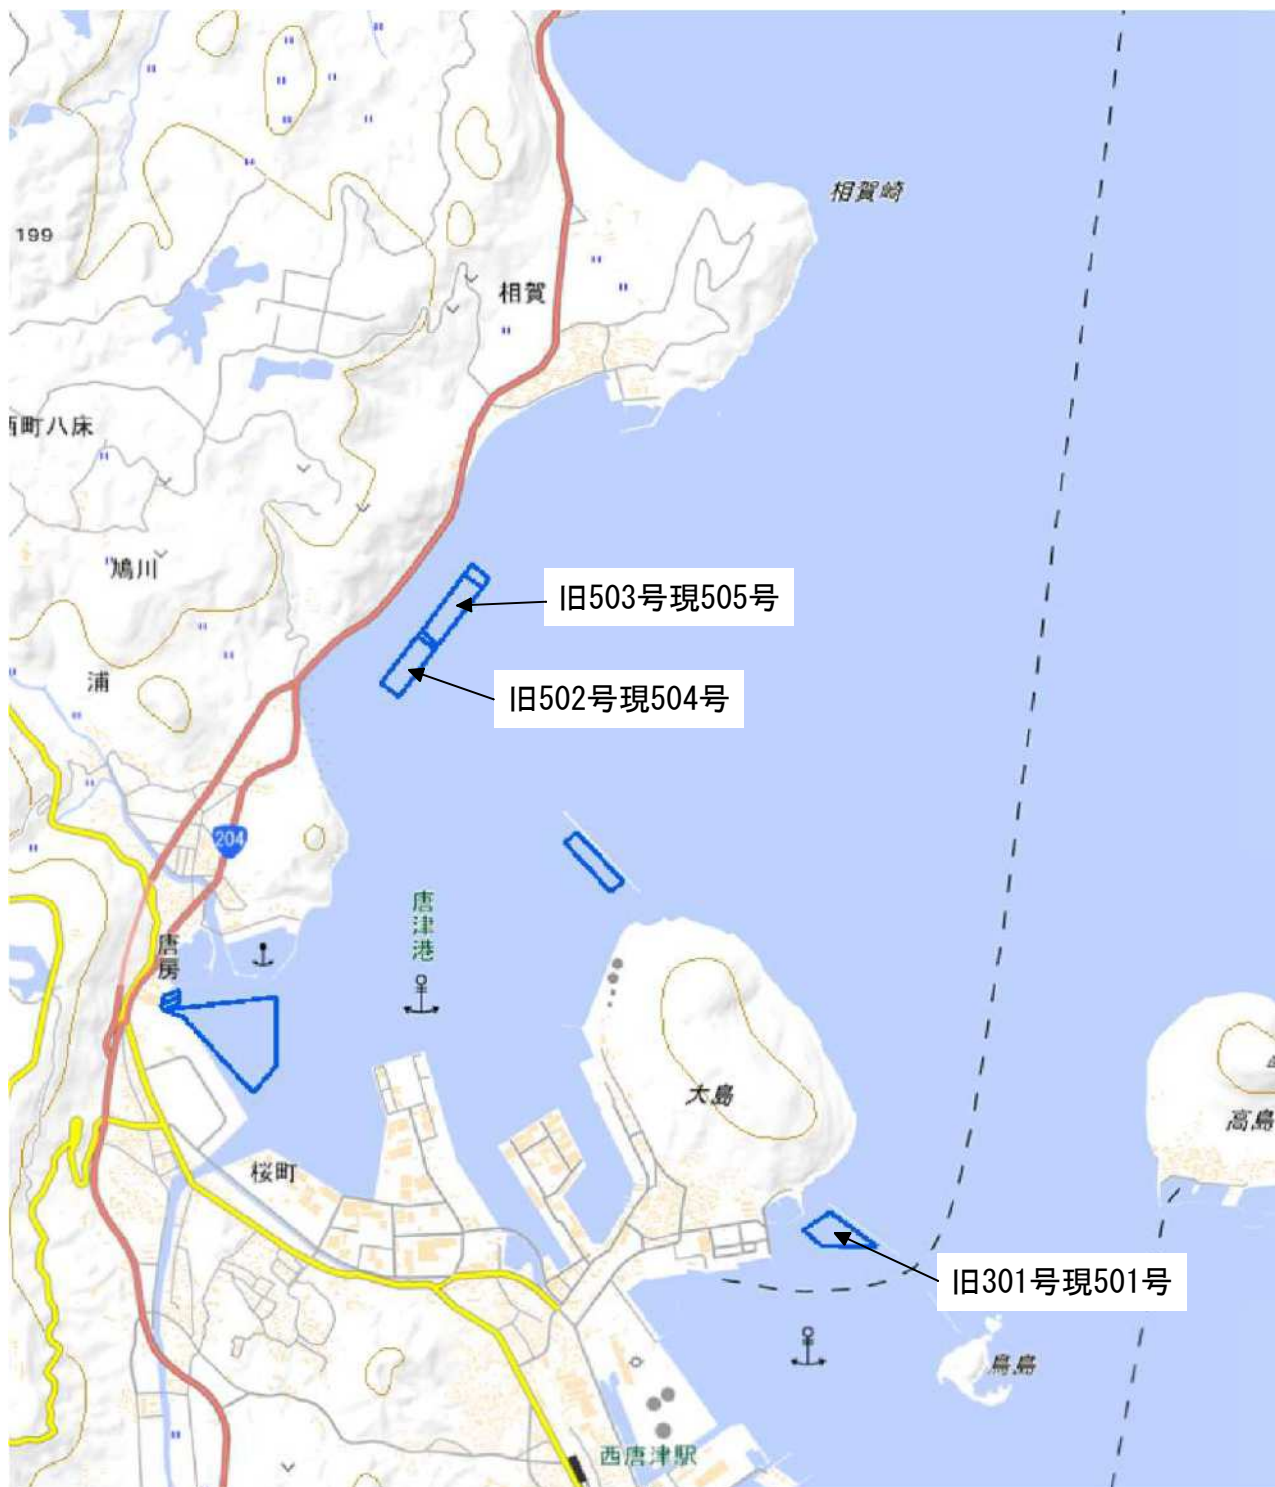 相賀崎
199
相賀
西町八床
鳩川
旧503号現505号
浦
旧502号現504号
204
唐津港
唐房
大島
高島
桜町
旧301号現501号
鳥島
西唐津駅